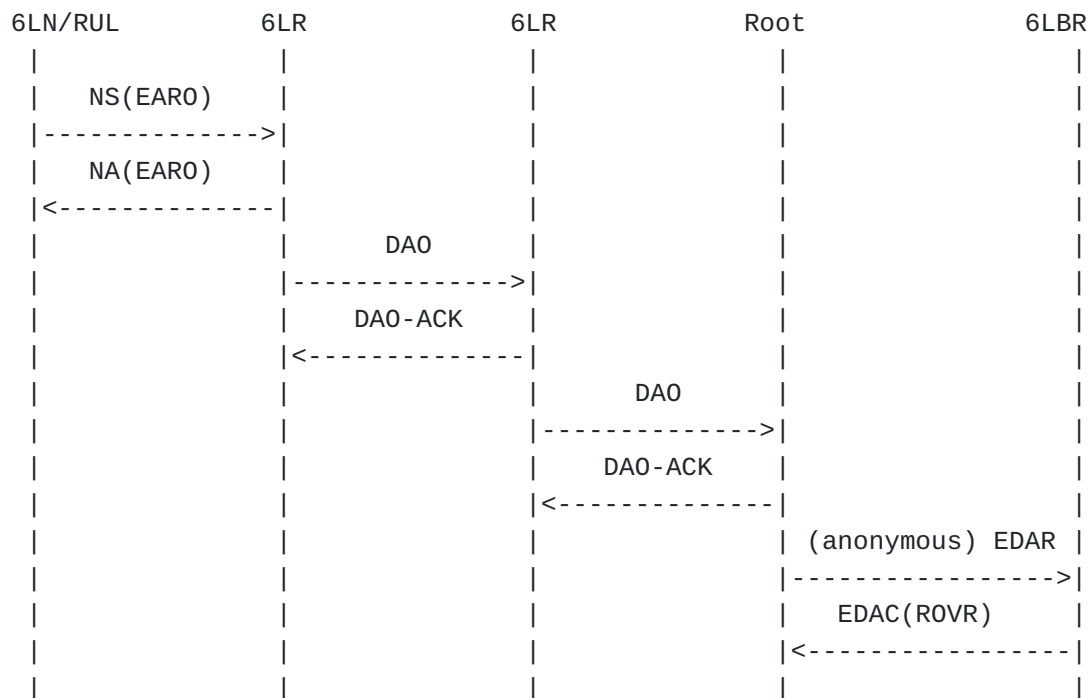 6LN/RUL 6LR 6LR Root 6LBR
NS(EARO)
NA(EARO)
DAO
DAO-ACK
DAO
DAO-ACK
(anonymous) EDAR
EDAC(ROVR)